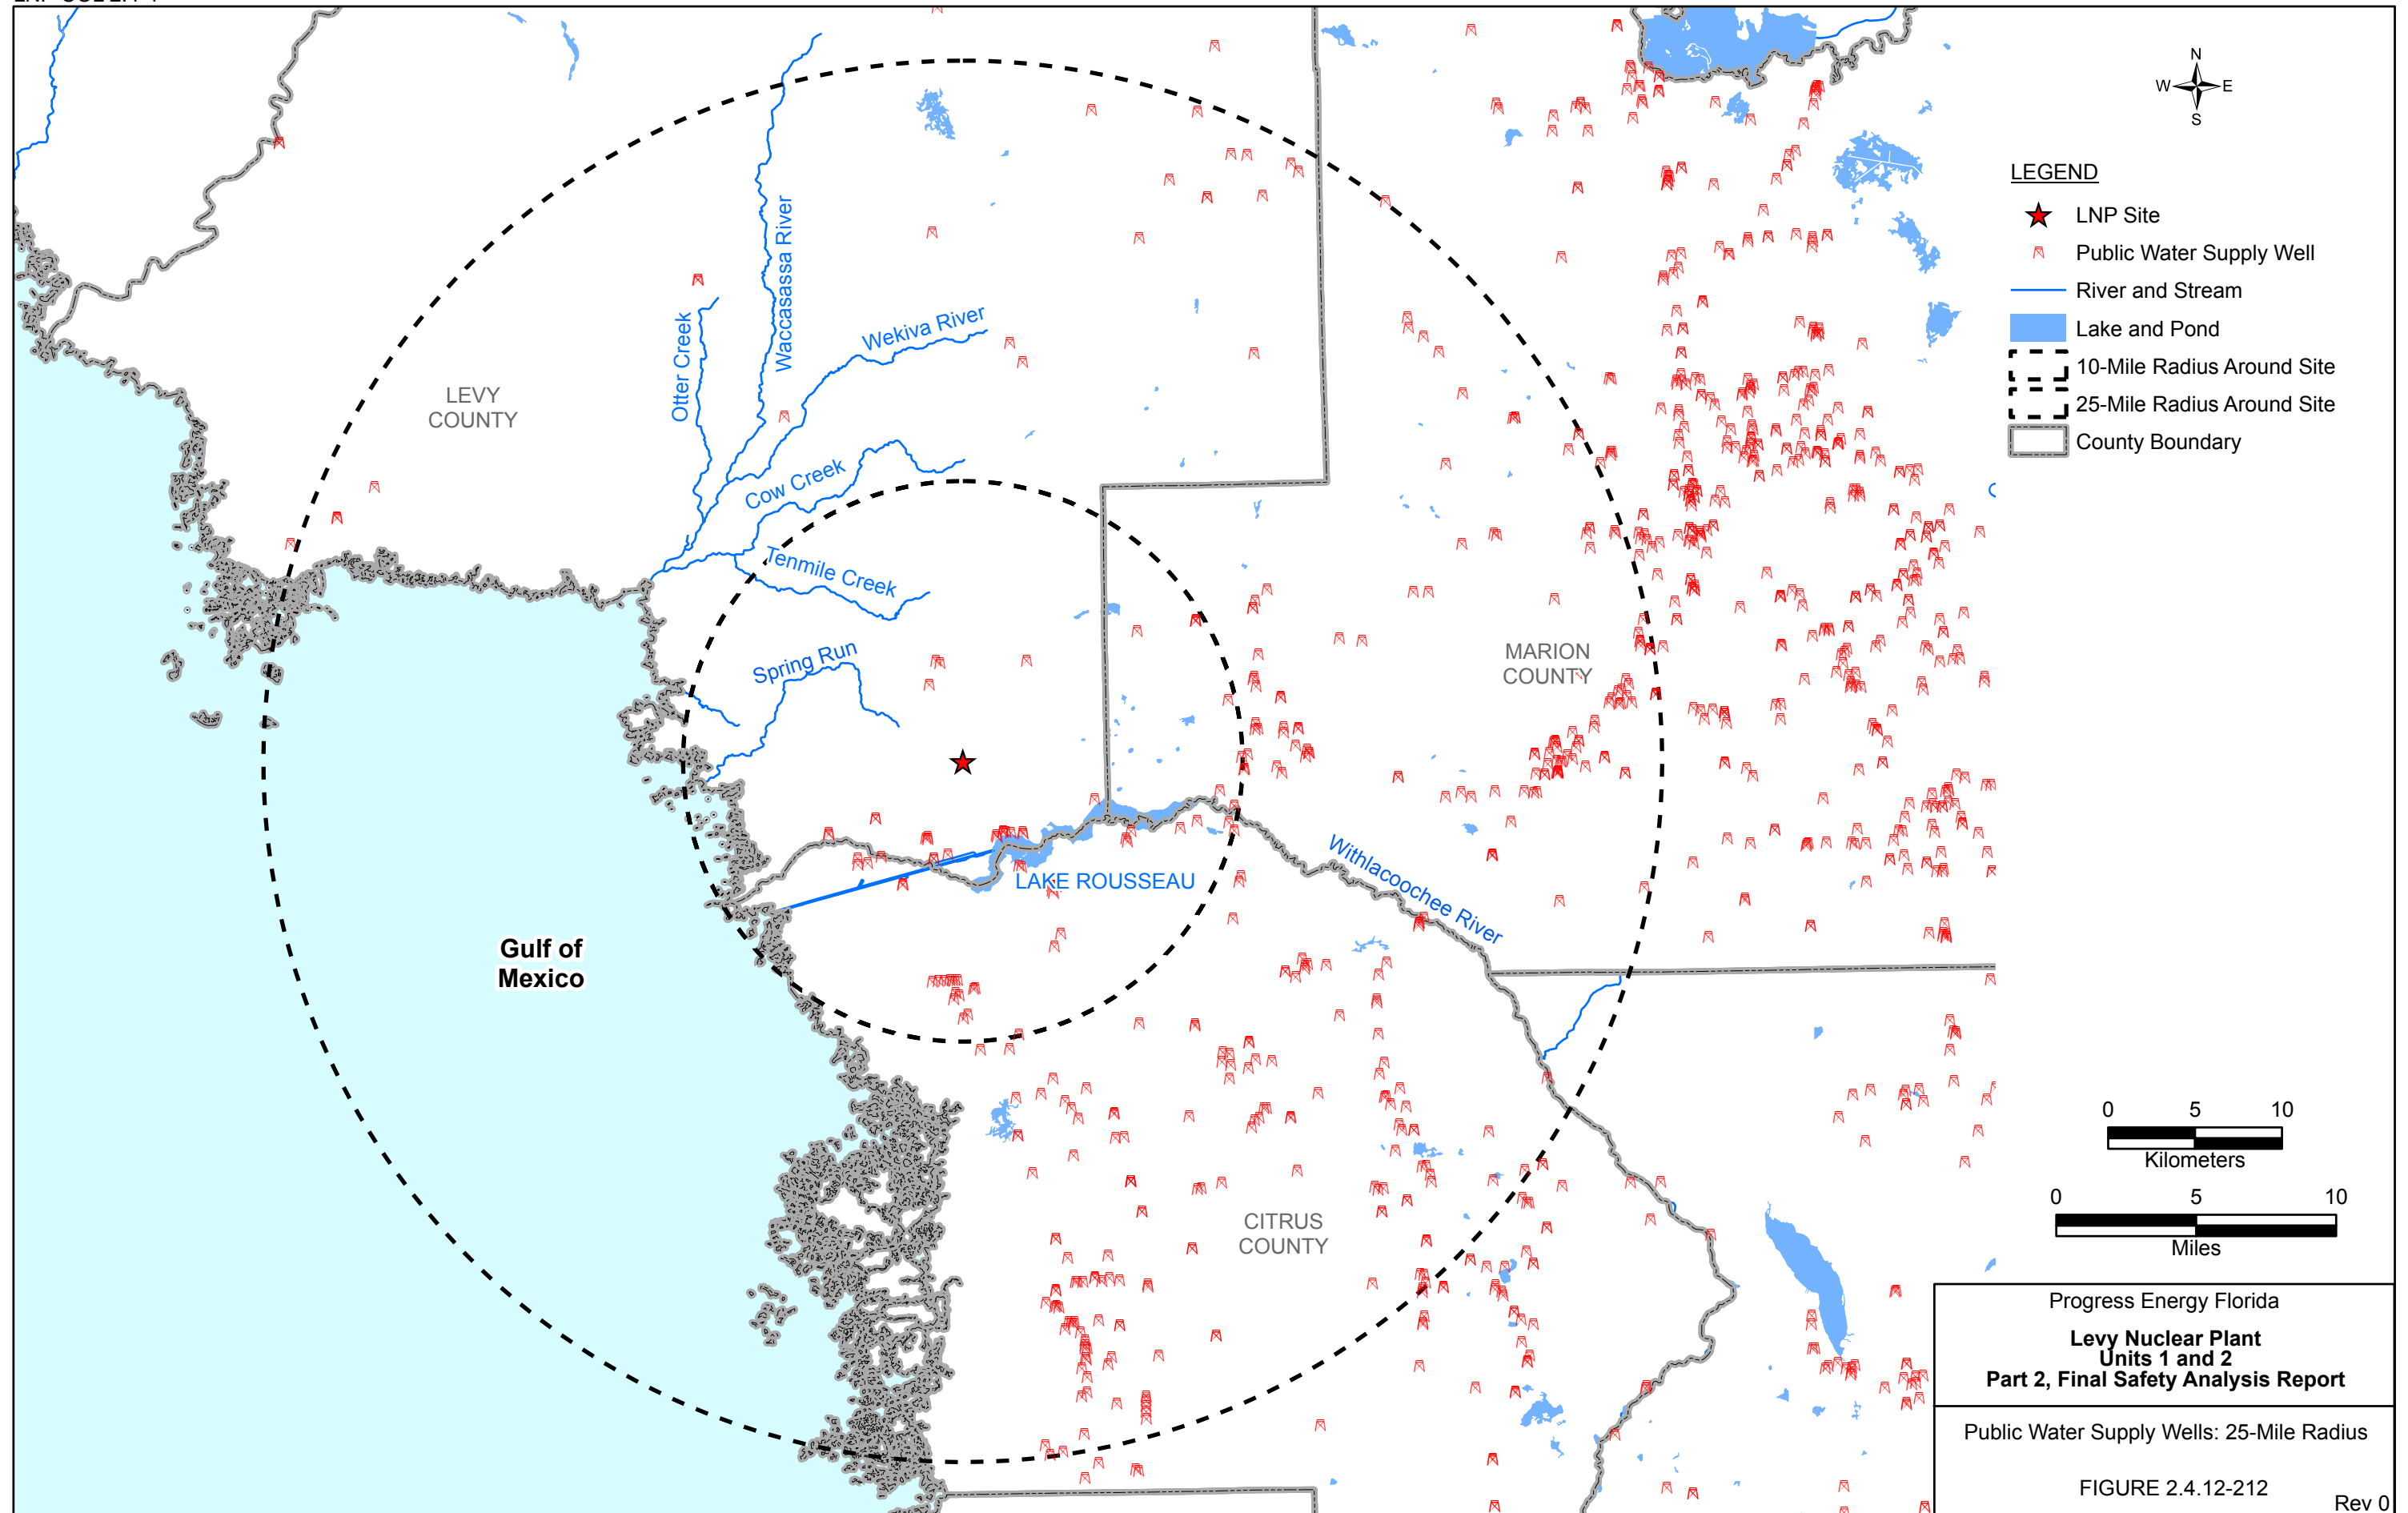 N
W E
S
LEGEND
LNP Site
Public Water Supply Well
River and Stream
Lake and Pond
10-Mile Radius Around Site
25-Mile Radius Around Site
County Boundary
Waccasassa River
Otter Creek
Wekiva River
LEVY
COUNTY
Cow Creek
Tenmile Creek
Spring Run
MARION
COUNTY
LAKE ROUSSEAU
Withlacoochee River
Gulf of
Mexico
CITRUS
COUNTY
0 5 10
Kilometers
0 5 10
Miles
Progress Energy Florida
Levy Nuclear Plant
Units 1 and 2
Part 2, Final Safety Analysis Report
Public Water Supply Wells: 25-Mile Radius
FIGURE 2.4.12-212
Rev 0